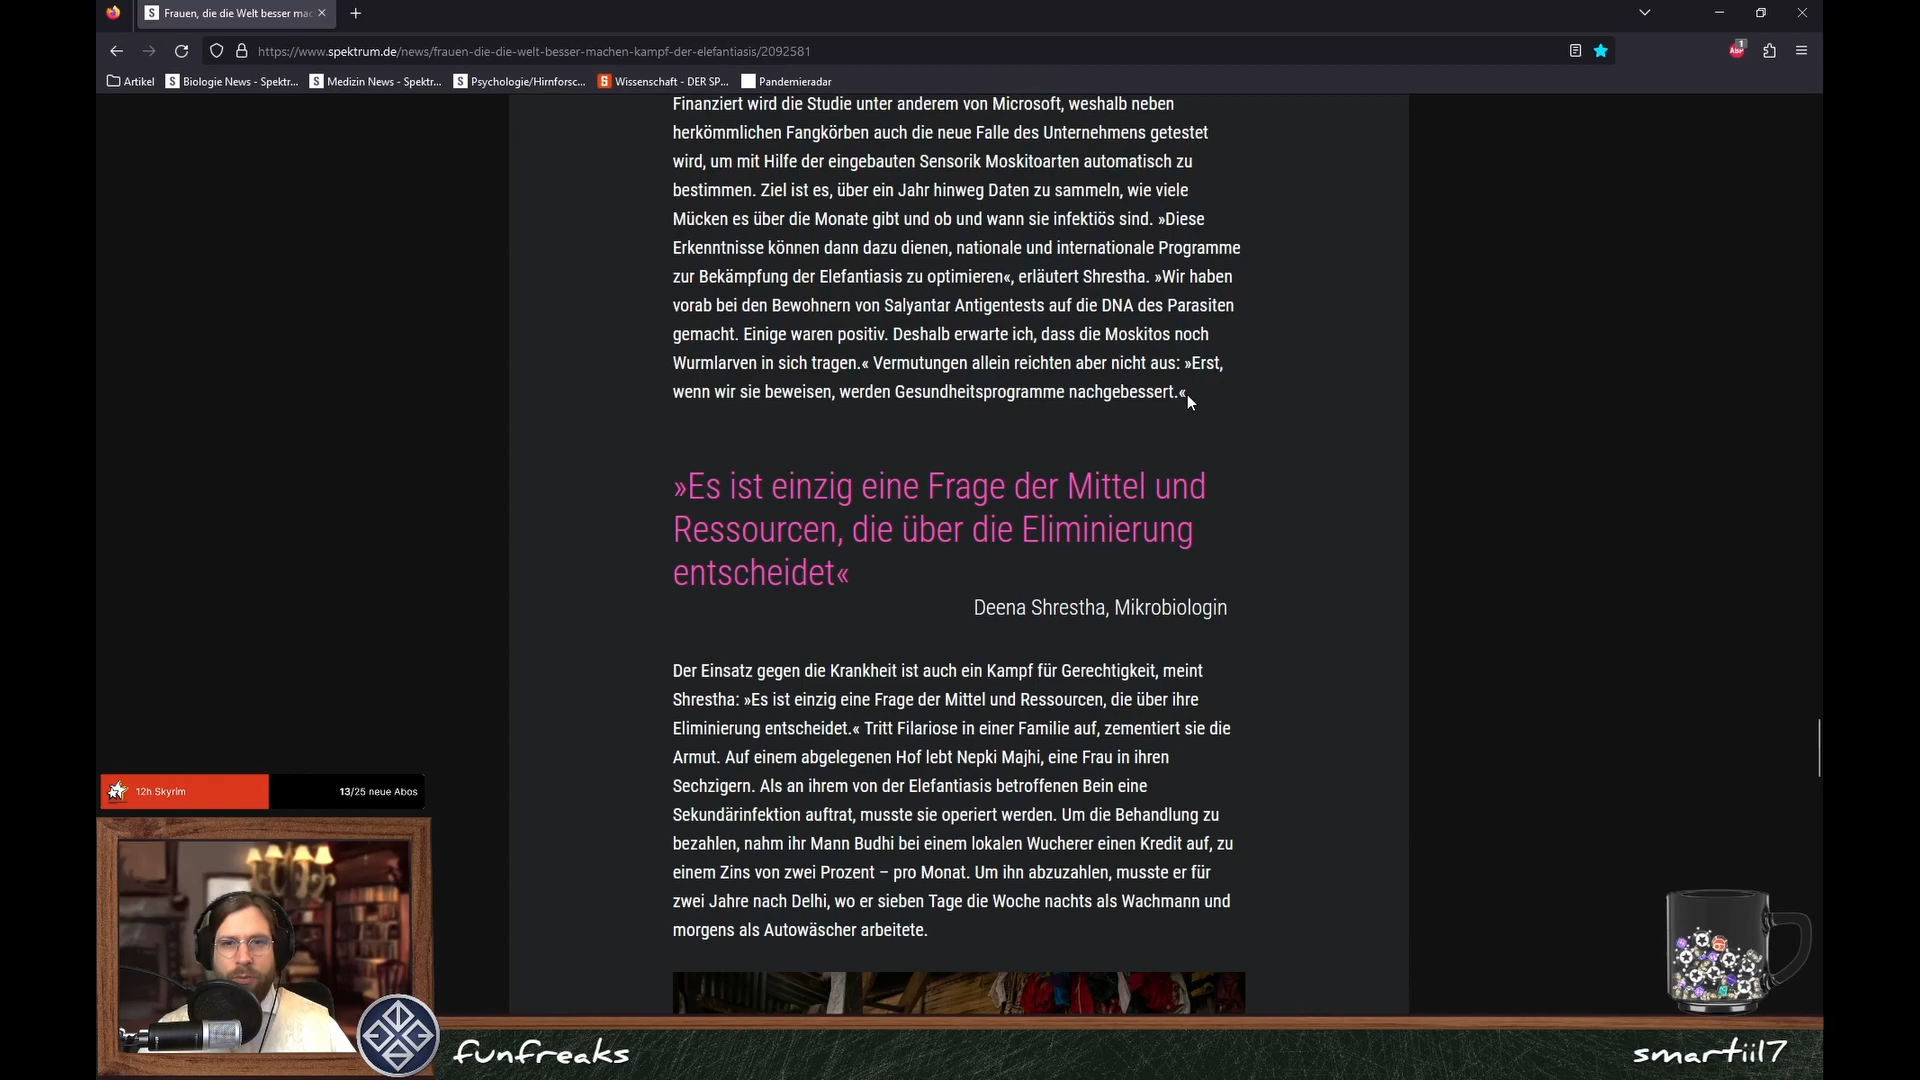 Frauen, die die Welt besser mac
https://www.spektrum.de/news/frauen-die-die-welt-besser-machen-kampf-der-elefantiasis/2092581
ABP
1
Artikel
Biologie News - Spektr...
Medizin News - Spektr...
Psychologie/Hirnforsc...
Wissenschaft - DER SP...
Pandemieradar
Finanziert wird die Studie unter anderem von Microsoft, weshalb neben
herkömmlichen Fangkörben auch die neue Falle des Unternehmens getestet
wird, um mit Hilfe der eingebauten Sensorik Moskitoarten automatisch zu
bestimmen. Ziel ist es, über ein Jahr hinweg Daten zu sammeln, wie viele
Mücken es über die Monate gibt und ob und wann sie infektiös sind. »Diese
Erkenntnisse können dann dazu dienen, nationale und internationale Programme
zur Bekämpfung der Elefantiasis zu optimieren«, erläutert Shrestha. »Wir haben
vorab bei den Bewohnern von Salyantar Antigentests auf die DNA des Parasiten
gemacht. Einige waren positiv. Deshalb erwarte ich, dass die Moskitos noch
Wurmlarven in sich tragen.« Vermutungen allein reichten aber nicht aus: »Erst,
wenn wir sie beweisen, werden Gesundheitsprogramme nachgebessert.«
»Es ist einzig eine Frage der Mittel und
Ressourcen, die über die Eliminierung
entscheidet«
Deena Shrestha, Mikrobiologin
Der Einsatz gegen die Krankheit ist auch ein Kampf für Gerechtigkeit, meint
Shrestha: »Es ist einzig eine Frage der Mittel und Ressourcen, die über ihre
Eliminierung entscheidet.« Tritt Filariose in einer Familie auf, zementiert sie die
Armut. Auf einem abgelegenen Hof lebt Nepki Majhi, eine Frau in ihren
Sechzigern. Als an ihrem von der Elefantiasis betroffenen Bein eine
Sekundärinfektion auftrat, musste sie operiert werden. Um die Behandlung zu
bezahlen, nahm ihr Mann Budhi bei einem lokalen Wucherer einen Kredit auf, zu
einem Zins von zwei Prozent – pro Monat. Um ihn abzuzahlen, musste er für
zwei Jahre nach Delhi, wo er sieben Tage die Woche nachts als Wachmann und
morgens als Autowäscher arbeitete.
12h Skyrim
13/25 neue Abos
funfreaks
smartiil7